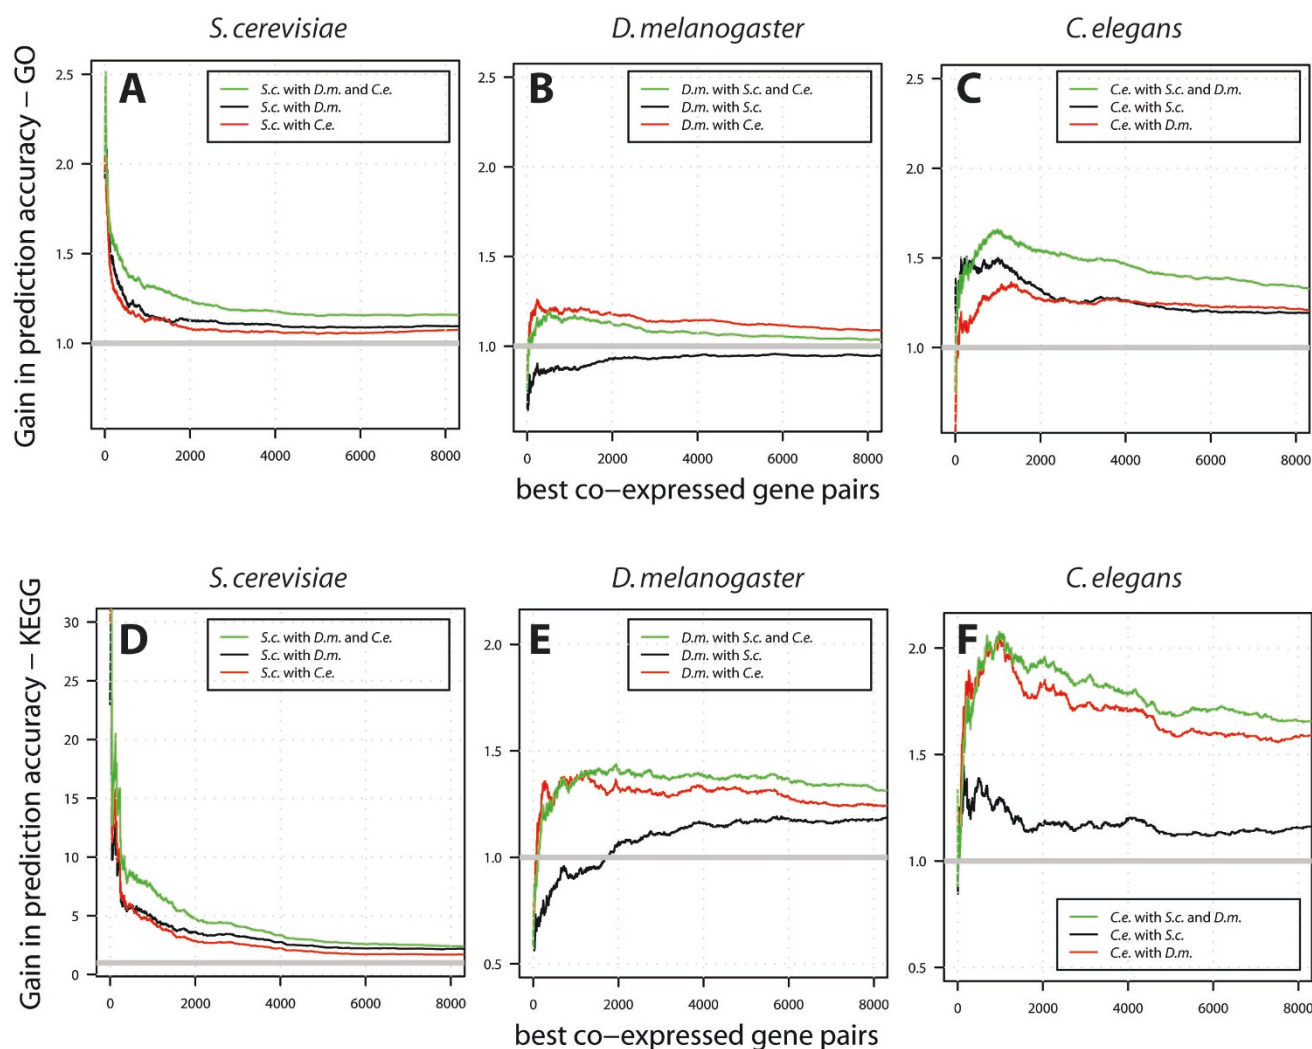 S. cerevisiae
D. melanogaster
C. elegans
Gain in prediction accuracy – GO
A
S.c. with D.m. and C.e.
S.c. with D.m.
S.c. with C.e.
2.5
2.0
1.5
1.0
0 2000 4000 6000 8000
B
D.m. with S.c. and C.e.
D.m. with S.c.
D.m. with C.e.
2.5
2.0
1.5
1.0
0 2000 4000 6000 8000
C
C.e. with S.c. and D.m.
C.e. with S.c.
C.e. with D.m.
2.5
2.0
1.5
1.0
0 2000 4000 6000 8000
best co–expressed gene pairs
S. cerevisiae
D. melanogaster
C. elegans
Gain in prediction accuracy – KEGG
D
S.c. with D.m. and C.e.
S.c. with D.m.
S.c. with C.e.
30
25
20
15
10
5
0
0 2000 4000 6000 8000
E
D.m. with S.c. and C.e.
D.m. with S.c.
D.m. with C.e.
2.0
1.5
1.0
0.5
0 2000 4000 6000 8000
F
2.0
1.5
1.0
0.5
C.e. with S.c. and D.m.
C.e. with S.c.
C.e. with D.m.
0 2000 4000 6000 8000
best co–expressed gene pairs